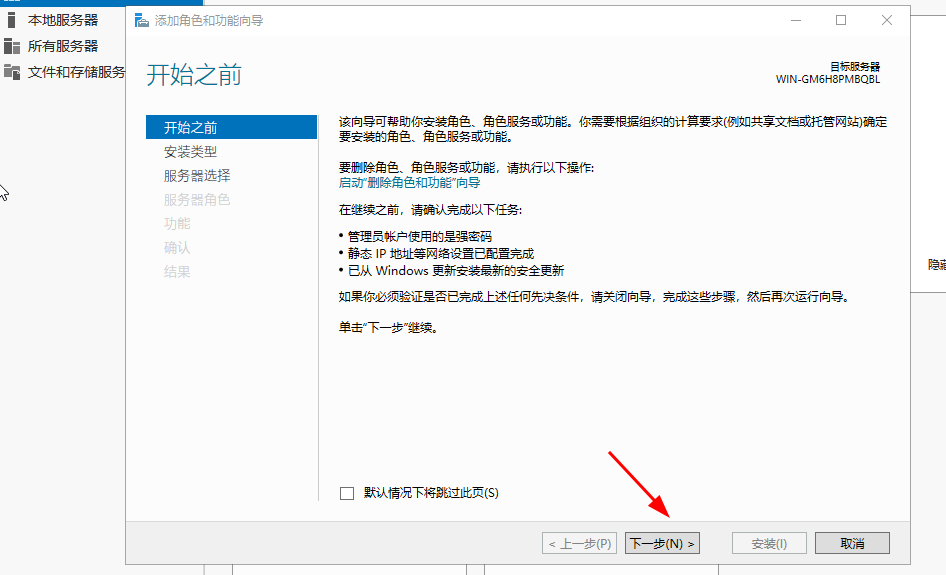 本地服务器
所有服务器
文件和存储服务
添加角色和功能向导
开始之前
目标服务器
WIN-GM6H8PMBQBL
开始之前
安装类型
服务器选择
服务器角色
功能
确认
结果
该向导可帮助你安装角色、角色服务或功能。你需要根据组织的计算要求(例如共享文档或托管网站)确定
要安装的角色、角色服务或功能。
要删除角色、角色服务或功能，请执行以下操作:
启动“删除角色和功能”向导
在继续之前，请确认完成以下任务:
• 管理员帐户使用的是强密码
• 静态 IP 地址等网络设置已配置完成
• 已从 Windows 更新安装最新的安全更新
如果你必须验证是否已完成上述任何先决条件，请关闭向导，完成这些步骤，然后再次运行向导。
单击“下一步”继续。
默认情况下将跳过此页(S)
< 上一步(P)
下一步(N) >
安装(I)
取消
隐藏